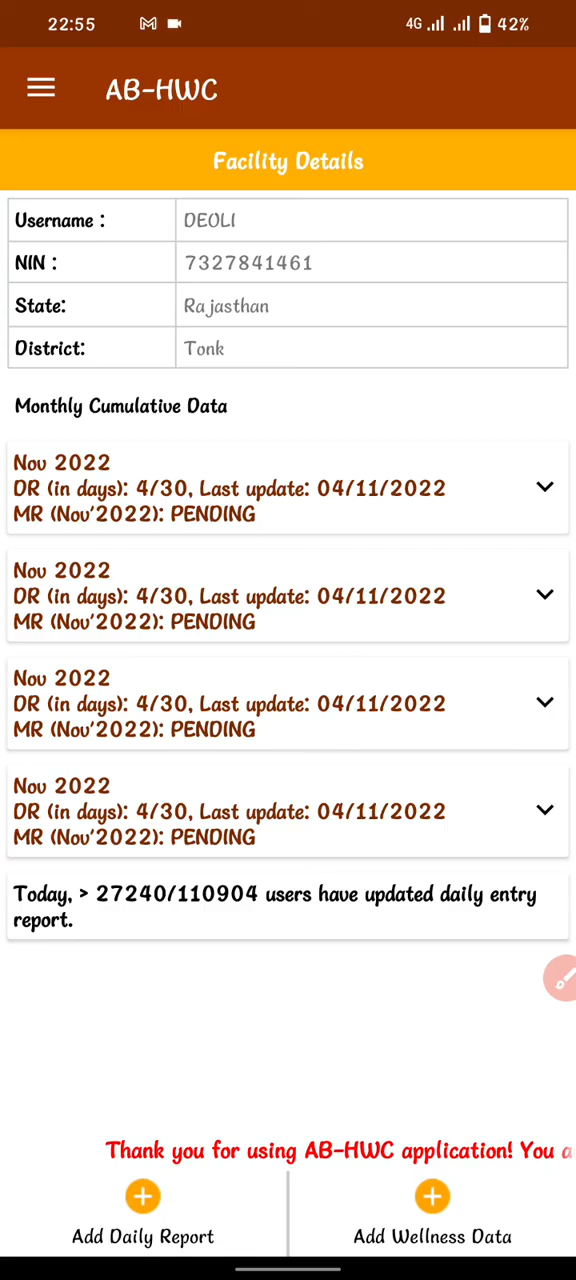 22:55 4G 42%
AB-HWC
Facility Details
Username : DEOLI
NIN : 7327841461
State: Rajasthan
District: Tonk
Monthly Cumulative Data
Nov 2022
DR (in days): 4/30, Last update: 04/11/2022
MR (Nov'2022): PENDING
Nov 2022
DR (in days): 4/30, Last update: 04/11/2022
MR (Nov'2022): PENDING
Nov 2022
DR (in days): 4/30, Last update: 04/11/2022
MR (Nov'2022): PENDING
Nov 2022
DR (in days): 4/30, Last update: 04/11/2022
MR (Nov'2022): PENDING
Today, > 27240/110904 users have updated daily entry
report.
Thank you for using AB-HWC application! You a
Add Daily Report Add Wellness Data